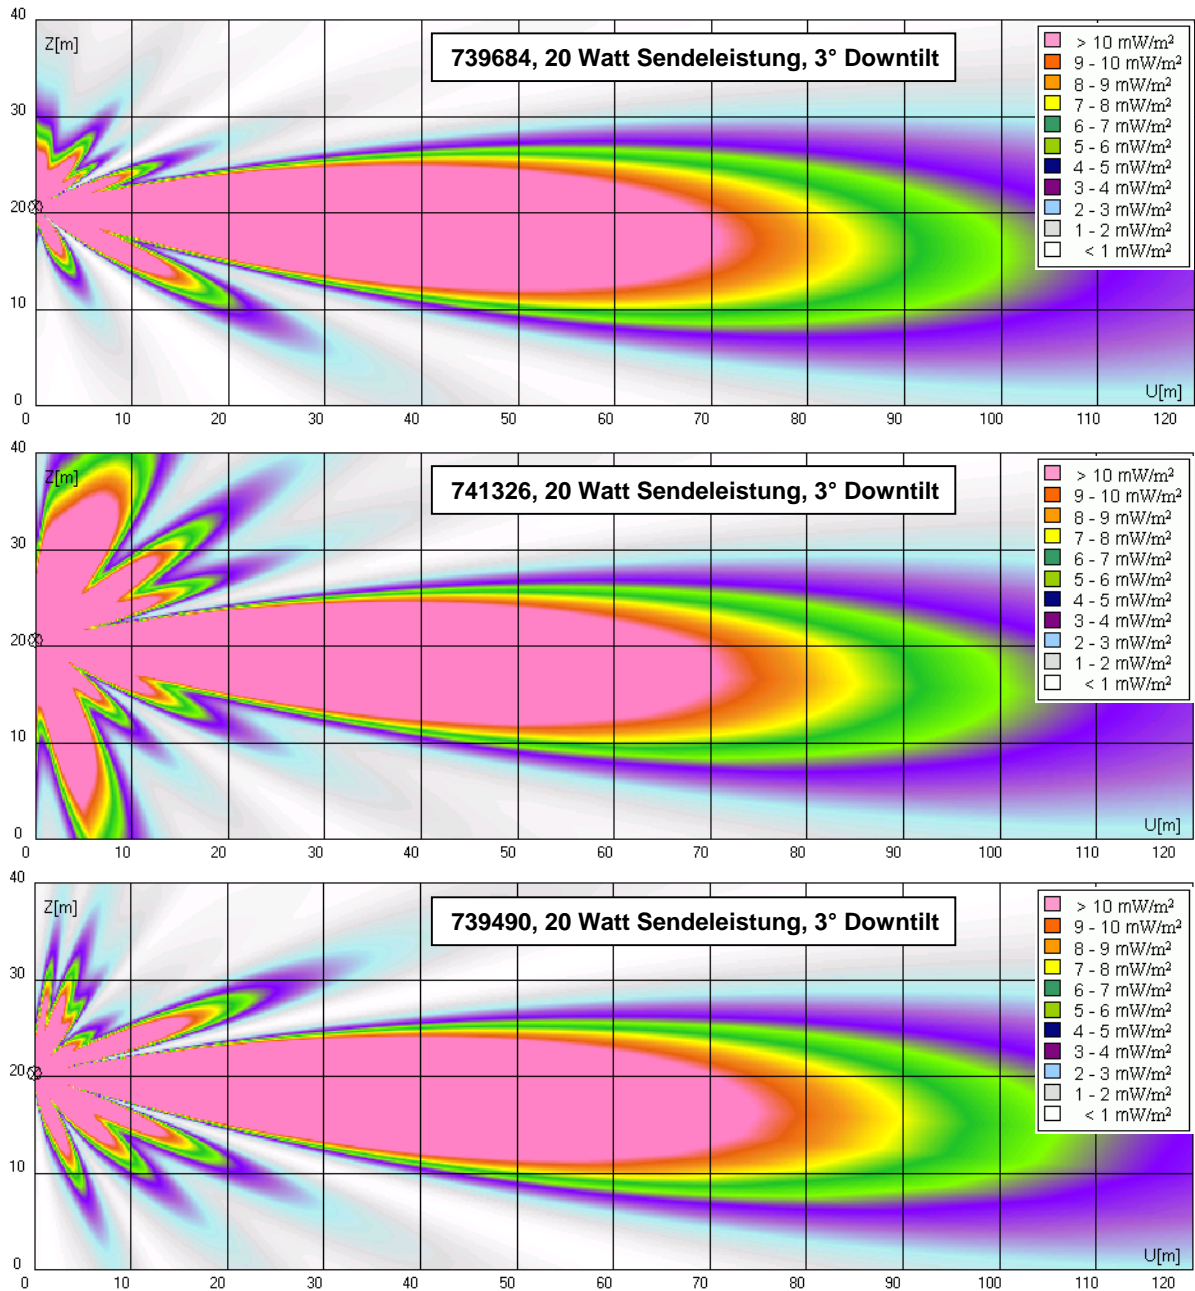 40
Z[m]
739684, 20 Watt Sendeleistung, 3° Downtilt
> 10 mW/m²
9 - 10 mW/m²
8 - 9 mW/m²
7 - 8 mW/m²
6 - 7 mW/m²
5 - 6 mW/m²
4 - 5 mW/m²
3 - 4 mW/m²
2 - 3 mW/m²
1 - 2 mW/m²
< 1 mW/m²
30
20
10
0
U[m]
0 10 20 30 40 50 60 70 80 90 100 110 120
40
Z[m]
741326, 20 Watt Sendeleistung, 3° Downtilt
> 10 mW/m²
9 - 10 mW/m²
8 - 9 mW/m²
7 - 8 mW/m²
6 - 7 mW/m²
5 - 6 mW/m²
4 - 5 mW/m²
3 - 4 mW/m²
2 - 3 mW/m²
1 - 2 mW/m²
< 1 mW/m²
30
20
10
0
U[m]
0 10 20 30 40 50 60 70 80 90 100 110 120
40
Z[m]
739490, 20 Watt Sendeleistung, 3° Downtilt
> 10 mW/m²
9 - 10 mW/m²
8 - 9 mW/m²
7 - 8 mW/m²
6 - 7 mW/m²
5 - 6 mW/m²
4 - 5 mW/m²
3 - 4 mW/m²
2 - 3 mW/m²
1 - 2 mW/m²
< 1 mW/m²
30
20
10
0
U[m]
0 10 20 30 40 50 60 70 80 90 100 110 120